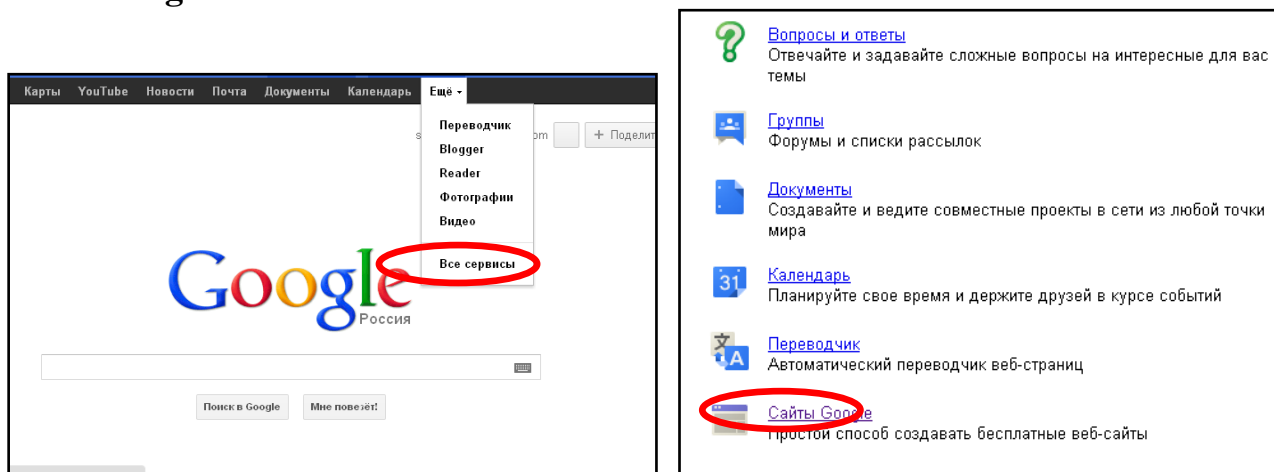 Карты YouTube Новости Почта Документы Календарь Ещё
Переводчик
Поделит
Blogger
Reader
Фотографии
Видео
Все сервисы
Google
Россия
Поиск в Google Мне повезёт!
Вопросы и ответы
Отвечайте и задавайте сложные вопросы на интересные для вас
темы
Группы
Форумы и списки рассылок
Документы
Создавайте и ведите совместные проекты в сети из любой точки
мира
31
Календарь
Планируйте свое время и держите друзей в курсе событий
Переводчик
Автоматический переводчик веб-страниц
Сайты Google
Простой способ создавать бесплатные веб-сайты